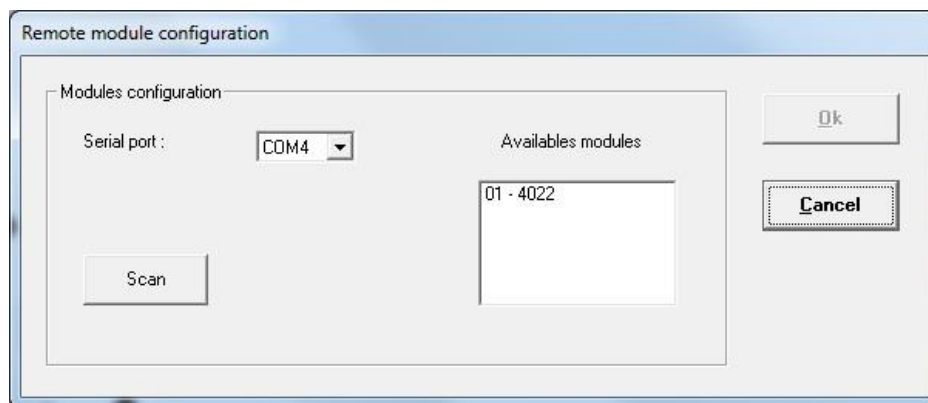 Remote module configuration
Modules configuration
Serial port :
COM4
Availables modules
01 - 4022
Scan
Ok
Cancel